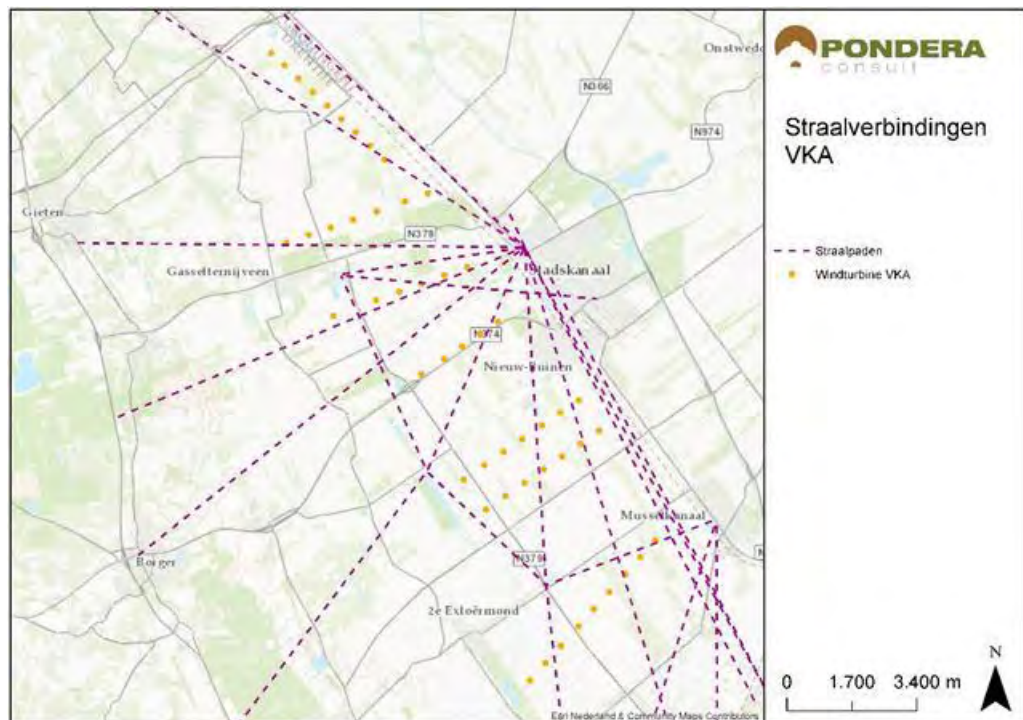 PONDERA
consult
Straalverbindingen
VKA
Straalpaden
Windturbine VKA
N
0 1.700 3.400 m
Onstwedd
N366
N974
Gieten
N378
Gasselternijveen
Stadskanaal
N374
Nieuw-Buinen
Musselkanaal
N379
Borger
2e Exloërmond
Esri Nederland & Community Maps Contributors